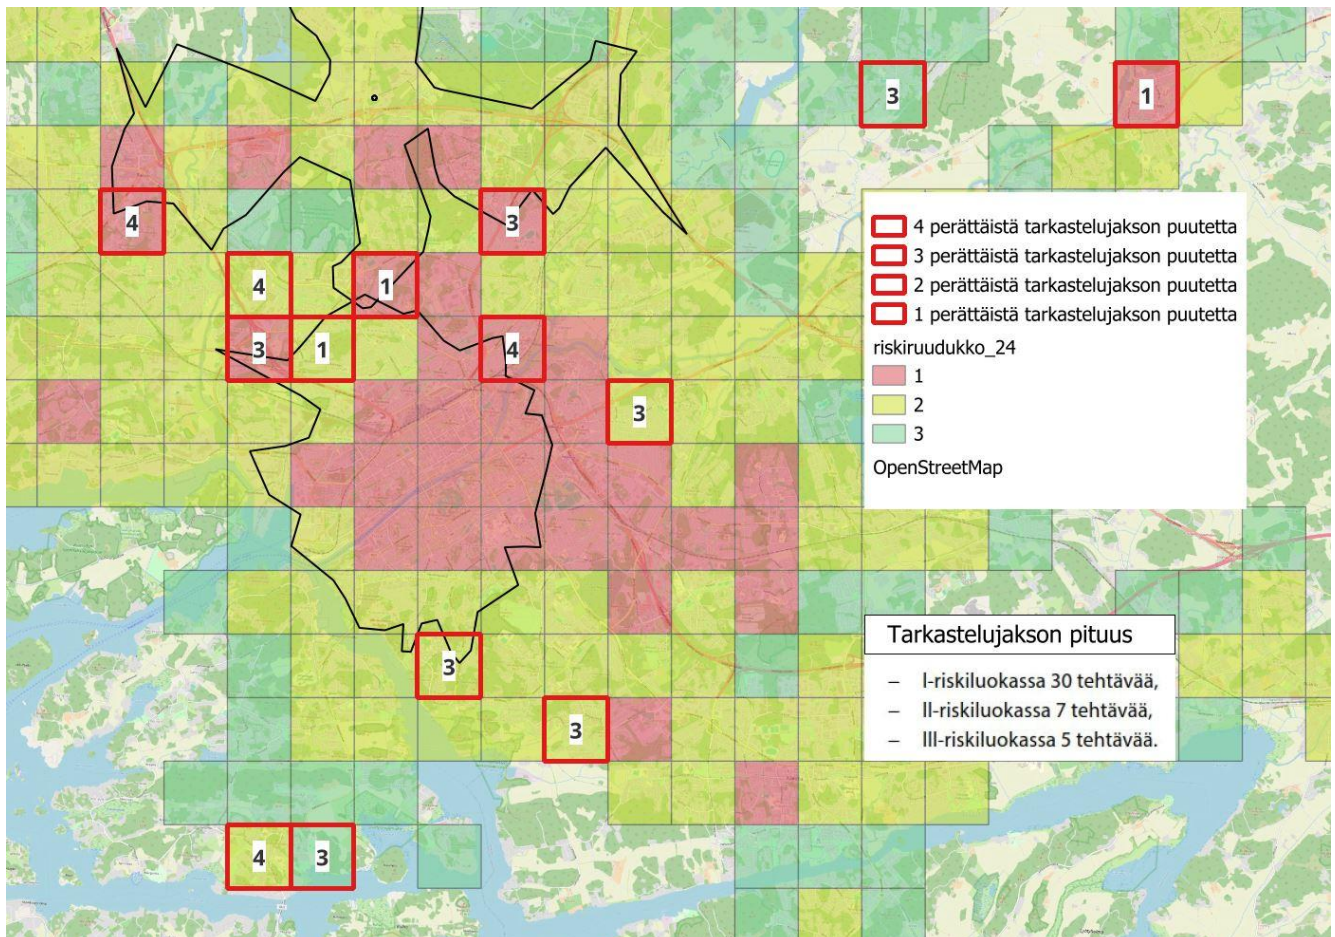 3
1
4
3
4
1
3
1
4
3
3
3
4
3
4 perättäistä tarkastelujakson puutetta
3 perättäistä tarkastelujakson puutetta
2 perättäistä tarkastelujakson puutetta
1 perättäistä tarkastelujakson puutetta
riskiruudukko_24
1
2
3
OpenStreetMap
Tarkastelujakson pituus
– I-riskiluokassa 30 tehtävää,
– II-riskiluokassa 7 tehtävää,
– III-riskiluokassa 5 tehtävää.